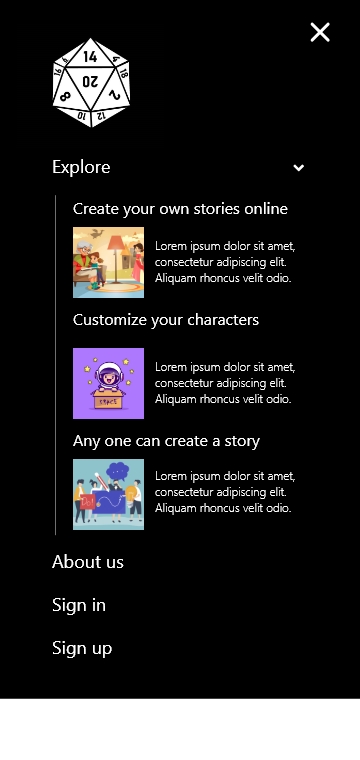 14
6
4
16
18
20
8
2
10
12
Explore
Create your own stories online
Lorem ipsum dolor sit amet,
consectetur adipiscing elit.
Aliquam rhoncus velit odio.
Customize your characters
SPACE
Lorem ipsum dolor sit amet,
consectetur adipiscing elit.
Aliquam rhoncus velit odio.
Any one can create a story
Lorem ipsum dolor sit amet,
consectetur adipiscing elit.
Aliquam rhoncus velit odio.
About us
Sign in
Sign up